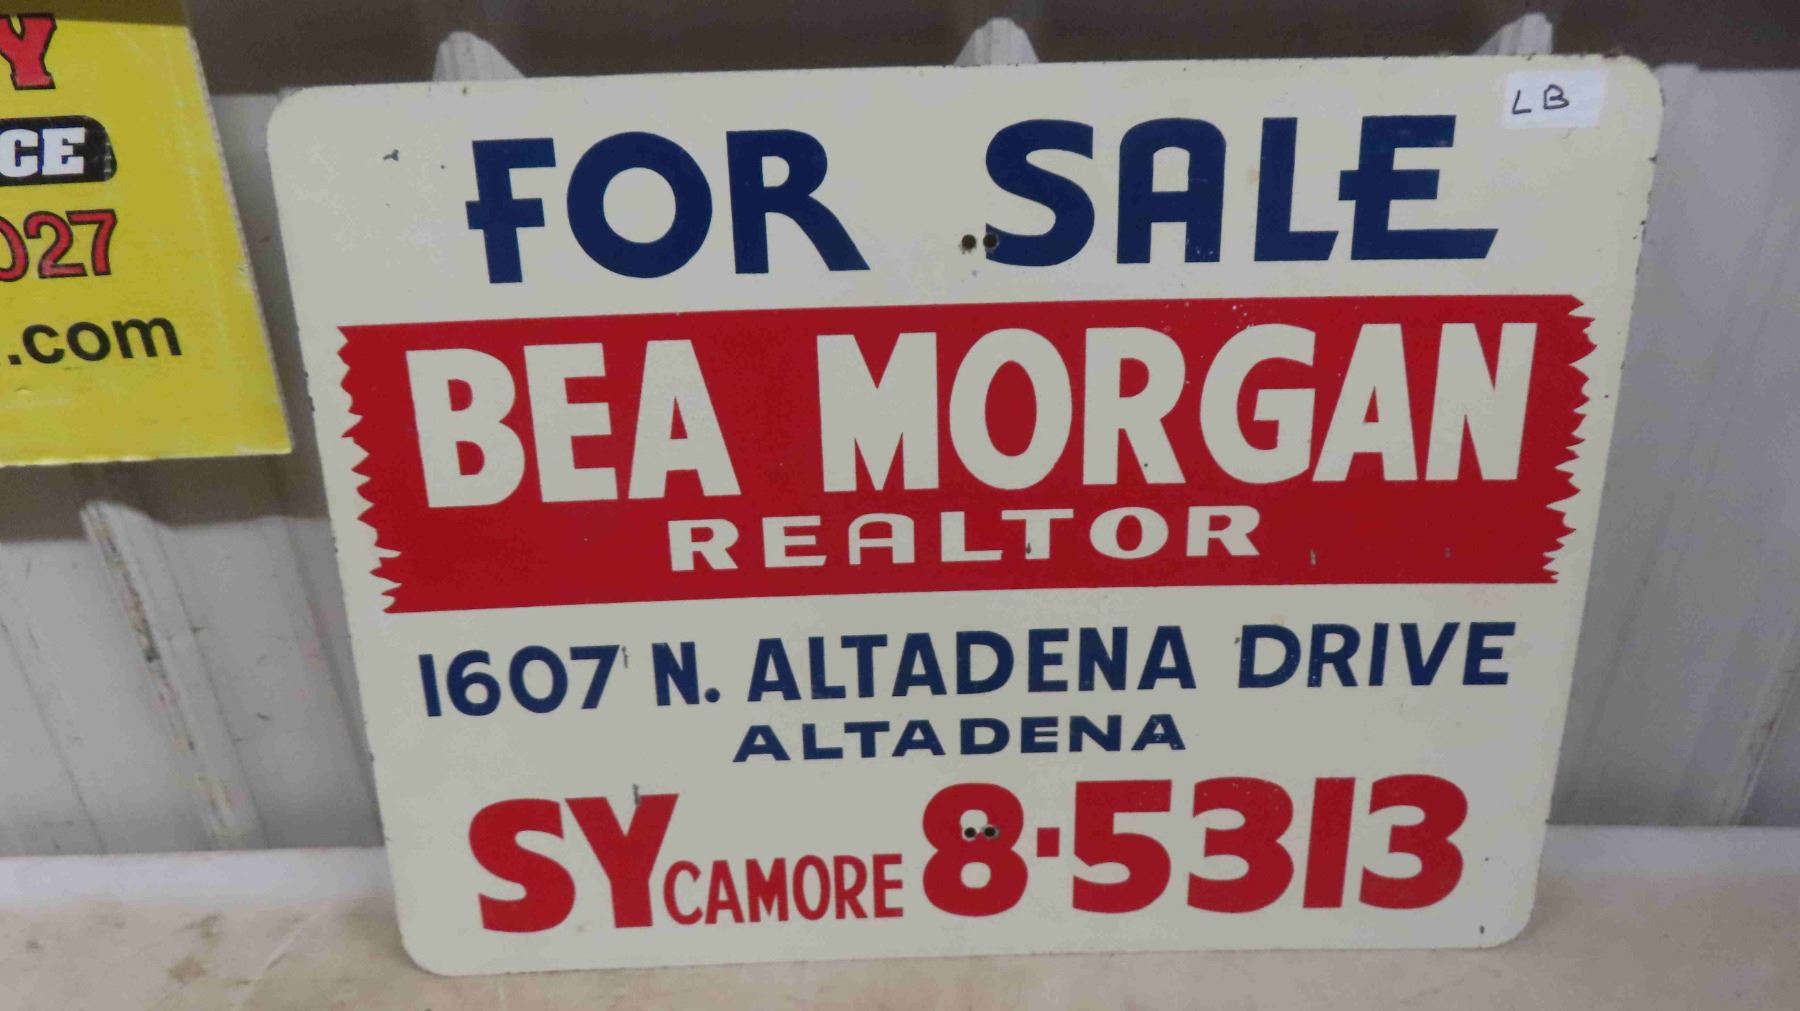 Y
CE
027
.com
LB
FOR SALE
BEA MORGAN
REALTOR
1607 N. ALTADENA DRIVE
ALTADENA
SYCAMORE 8·5313